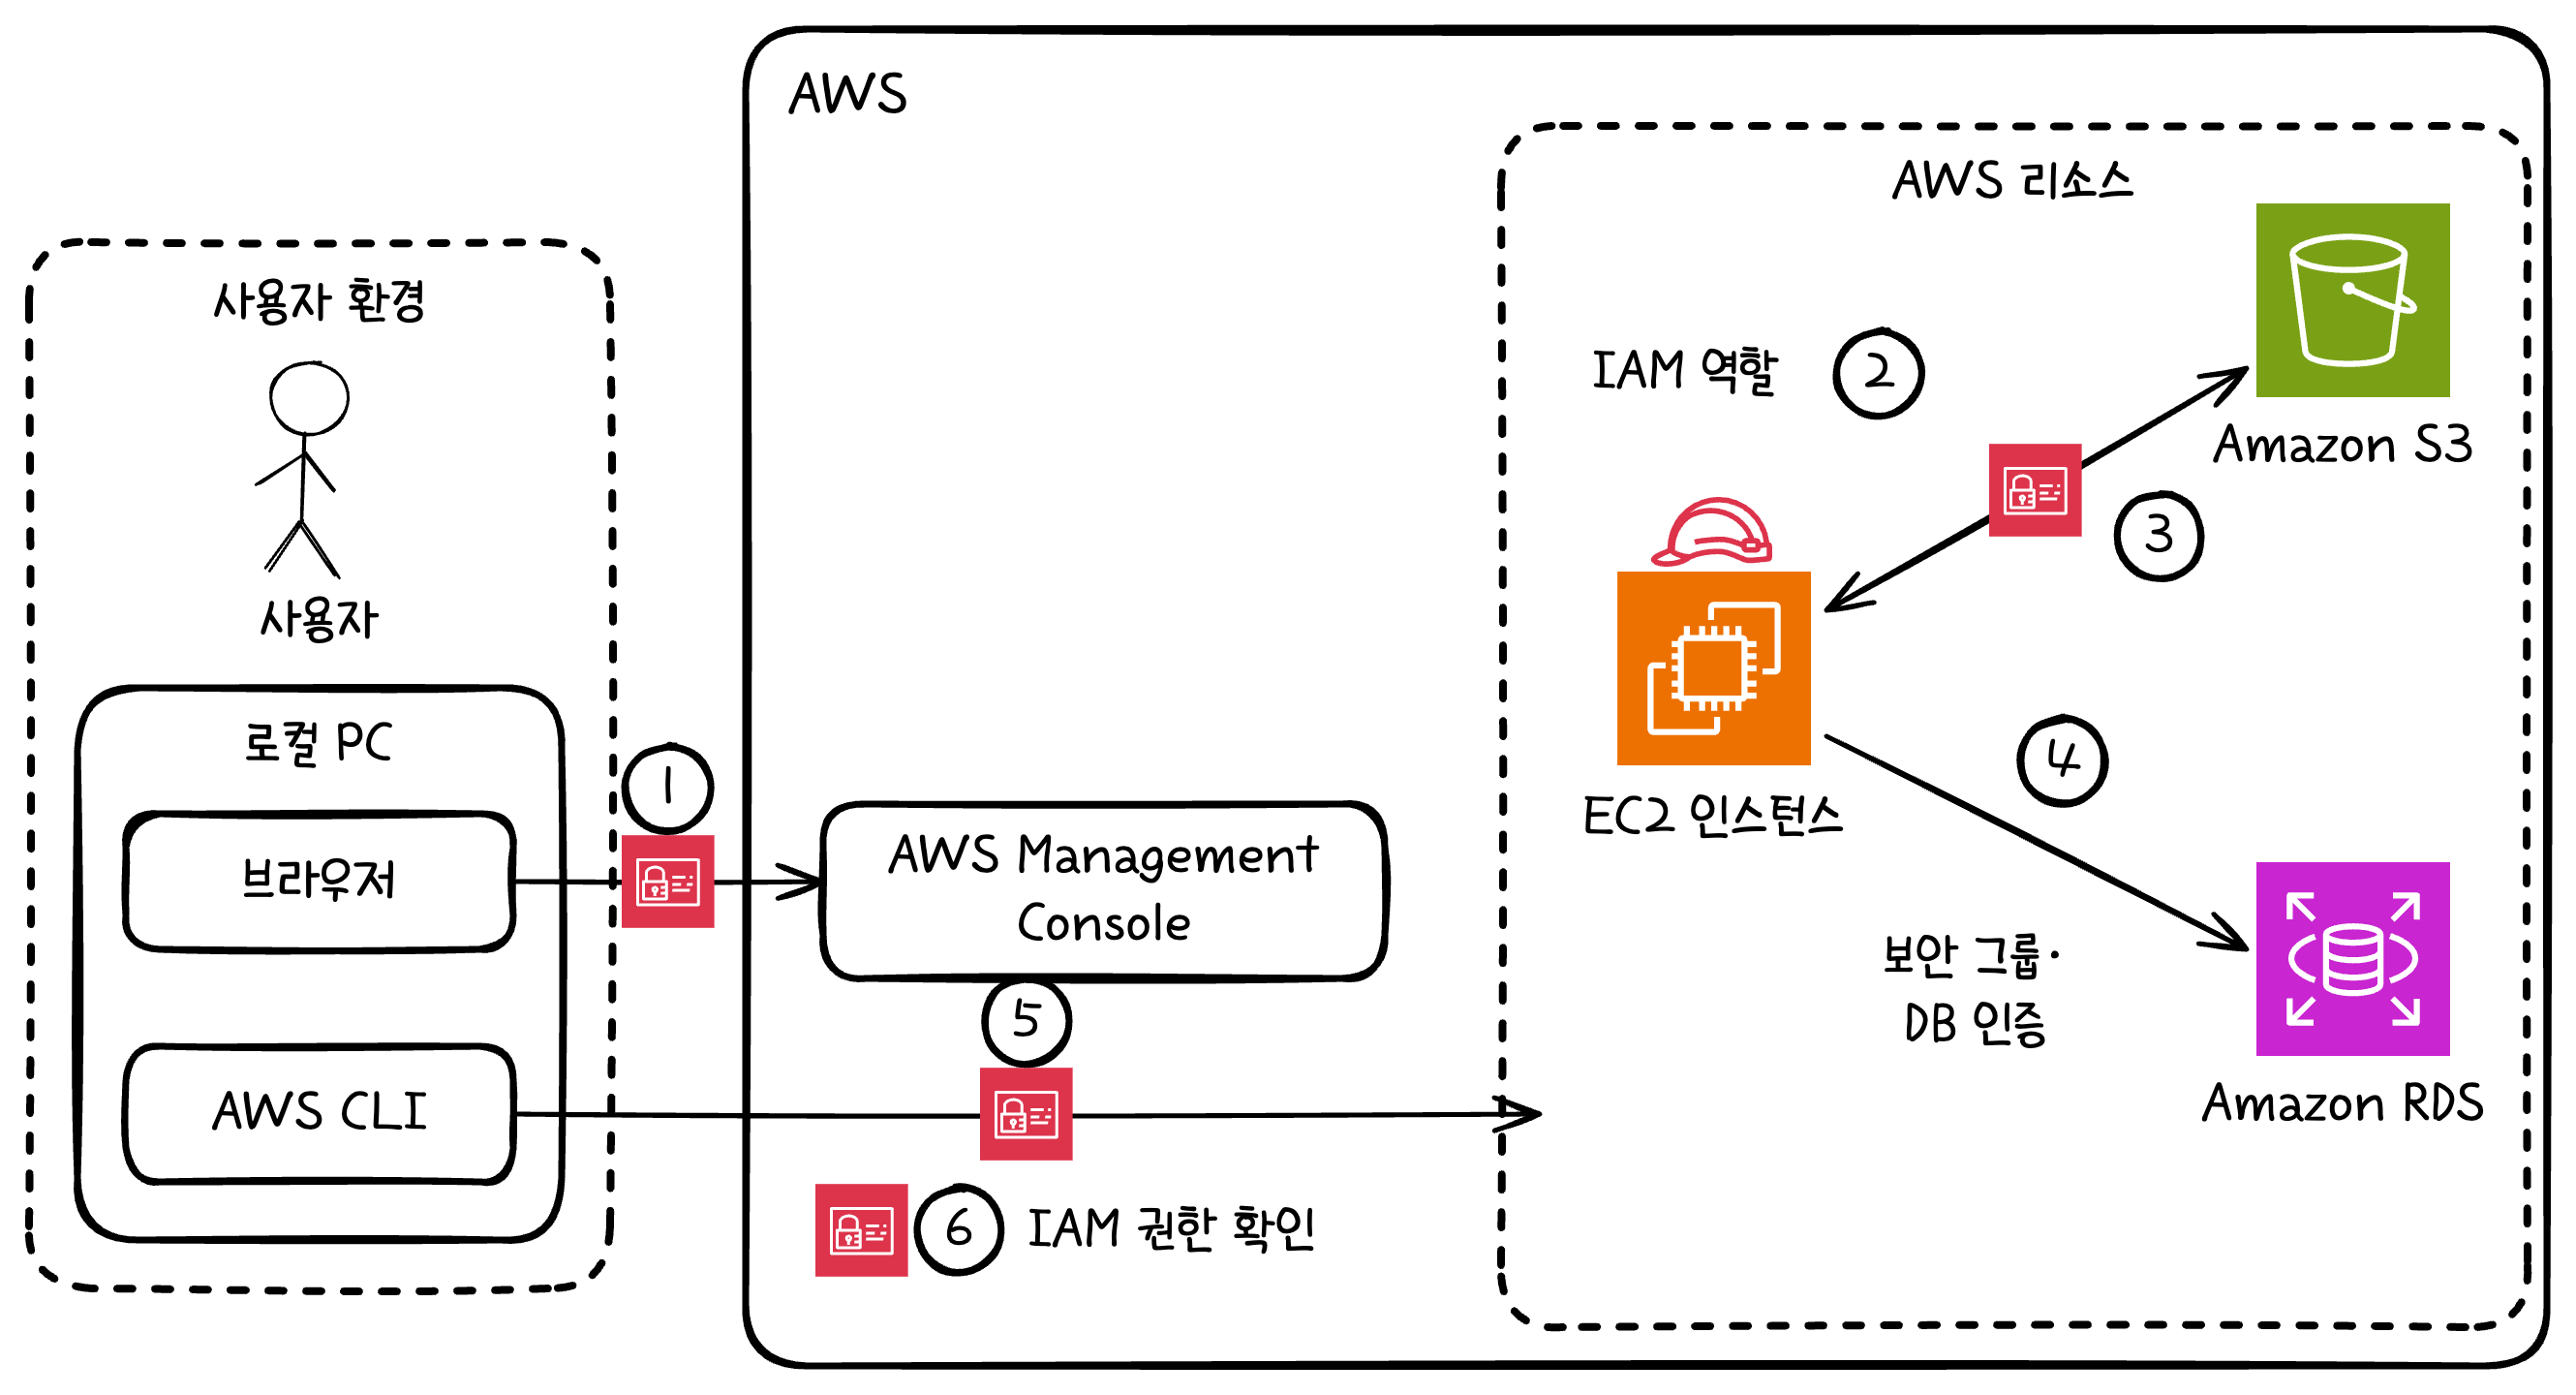 AWS
AWS 리소스
사용자 환경
IAM 역할
2
Amazon S3
3
사용자
로컬 PC
1
4
EC2 인스턴스
브라우저
AWS Management
Console
보안 그룹·
DB 인증
5
AWS CLI
Amazon RDS
6
IAM 권한 확인